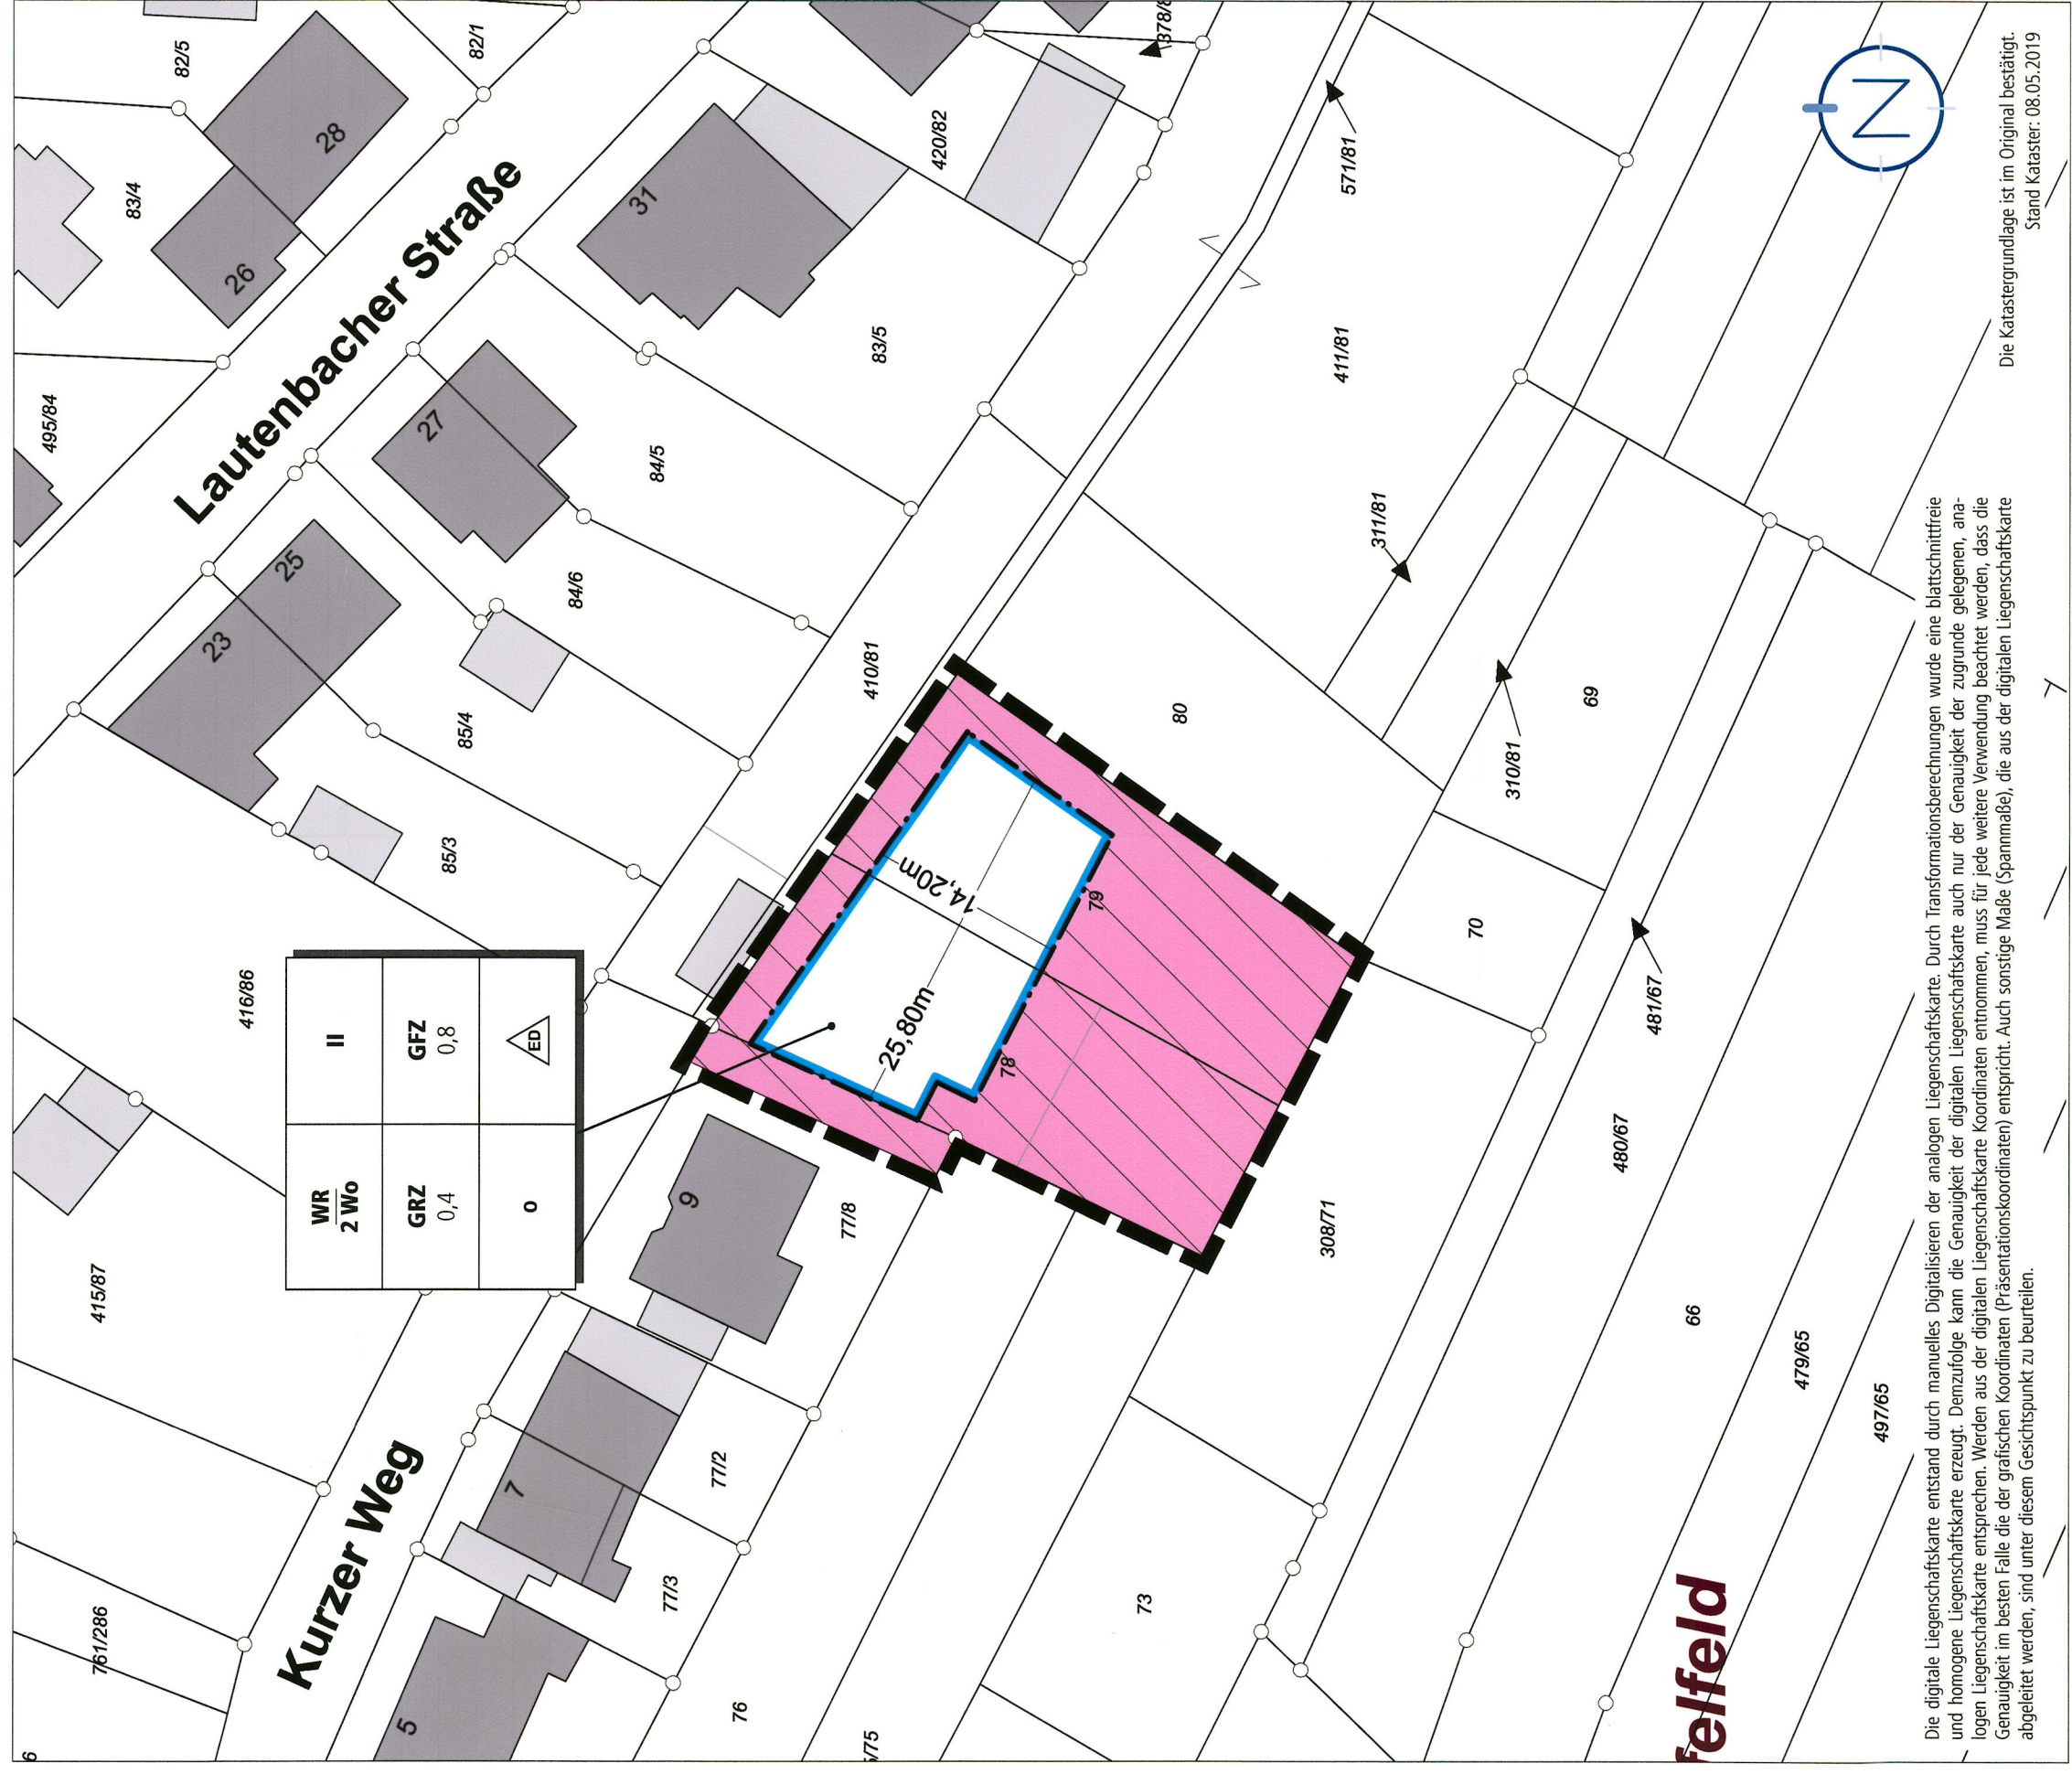 82/5
82/1
378/8
28
83/4
26
Lautenbacher Straße
31
420/82
571/81
495/84
27
84/5
83/5
411/81
311/81
25
23
84/6
85/4
85/3
410/81
80
69
310/81
416/86
WR
2 Wo
II
GRZ
0,4
GFZ
0,8
o
ED
14,20m
25,80m
79
78
70
481/67
480/67
415/87
9
77/8
308/71
66
479/65
497/65
7
77/2
77/3
Kurzer Weg
761/286
5
76
/75
73
6
felfeld
N
Die digitale Liegenschaftskarte entstand durch manuelles Digitalisieren der analogen Liegenschaftskarte. Durch Transformationsberechnungen wurde eine blattschnittfreie
und homogene Liegenschaftskarte erzeugt. Demzufolge kann die Genauigkeit der digitalen Liegenschaftskarte auch nur der Genauigkeit der zugrunde gelegenen, ana-
logen Liegenschaftskarte entsprechen. Werden aus der digitalen Liegenschaftskarte Koordinaten entnommen, muss für jede weitere Verwendung beachtet werden, dass die
Genauigkeit im besten Falle die der grafischen Koordinaten (Präsentationskoordinaten) entspricht. Auch sonstige Maße (Spannmaße), die aus der digitalen Liegenschaftskarte
abgeleitet werden, sind unter diesem Gesichtspunkt zu beurteilen.
Die Katastergrundlage ist im Original bestätigt.
Stand Kataster: 08.05.2019